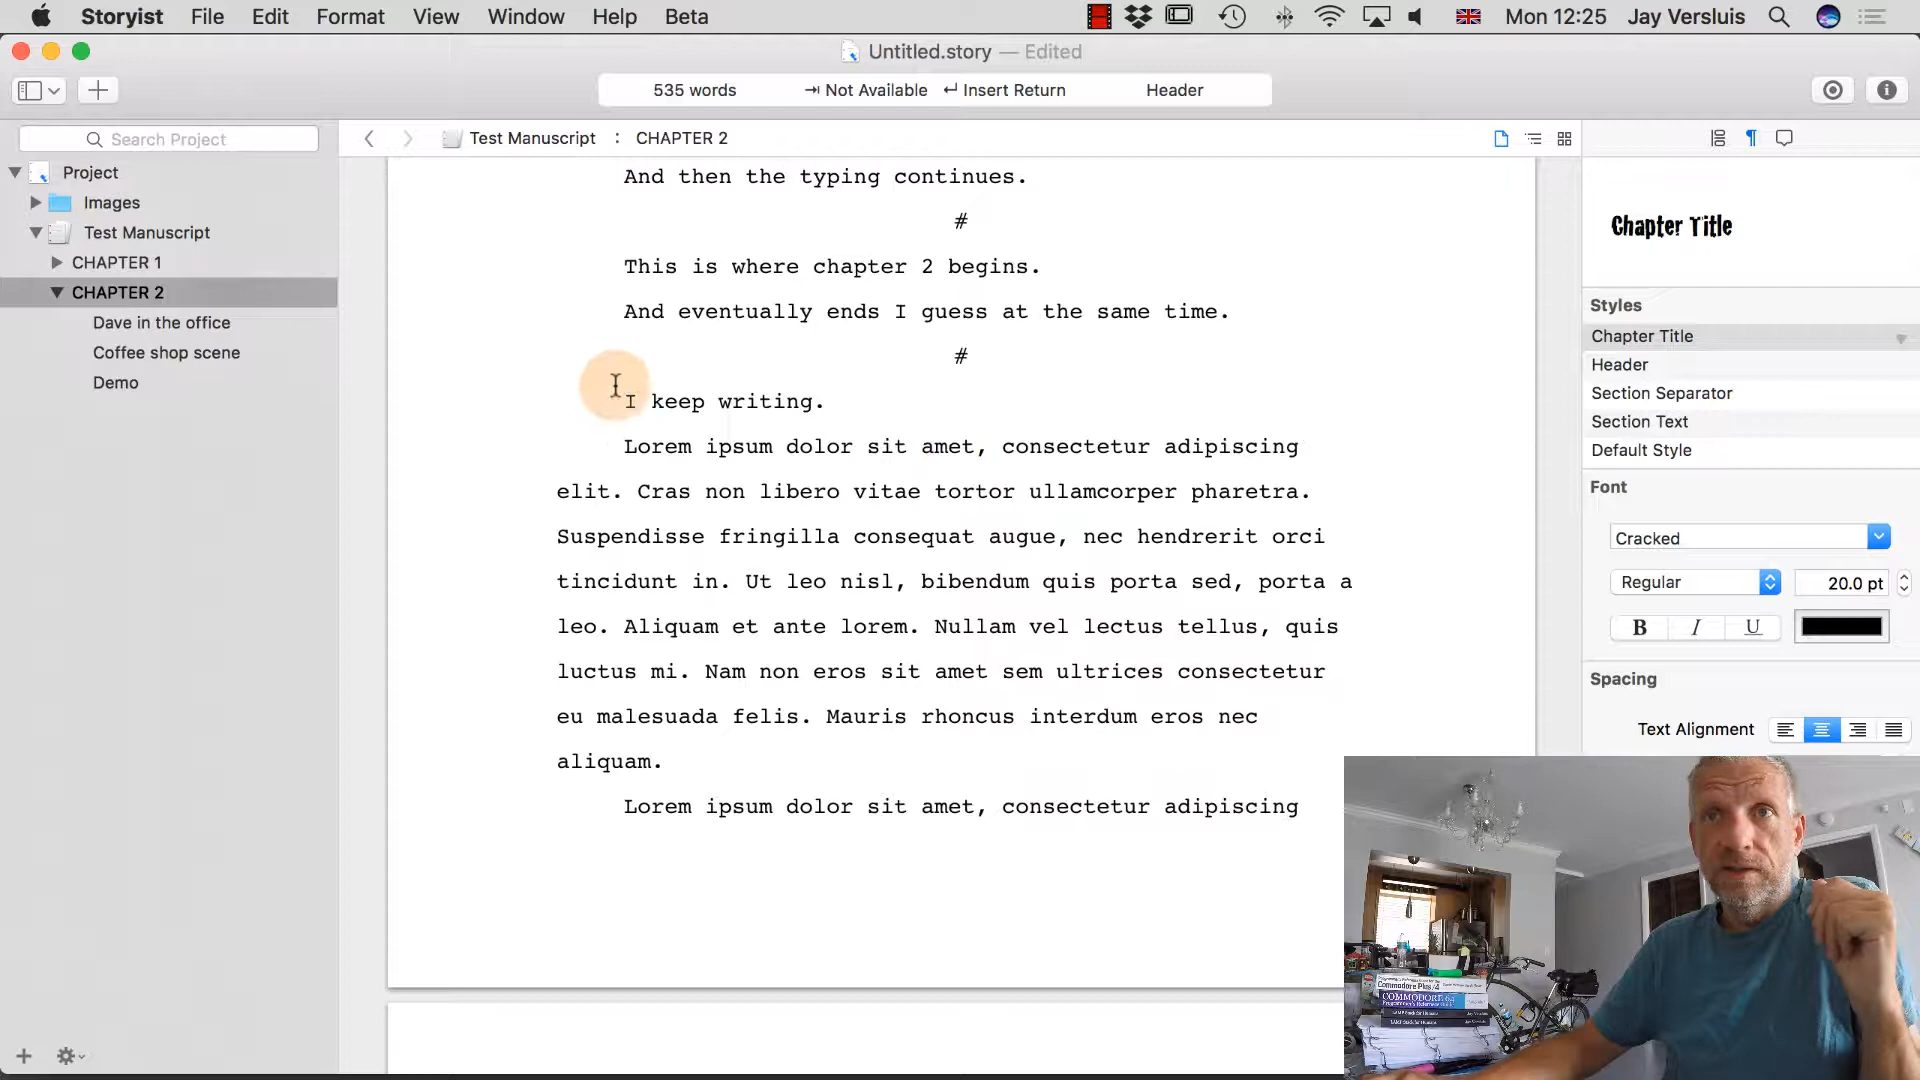 Storyist File Edit Format View Window Help Beta Mon 12:25 Jay Versluis
Untitled.story — Edited
535 words Not Available Insert Return Header
Search Project
Test Manuscript : CHAPTER 2
Project
Images
Test Manuscript
CHAPTER 1
CHAPTER 2
Dave in the office
Coffee shop scene
Demo
And then the typing continues.
#
This is where chapter 2 begins.
And eventually ends I guess at the same time.
#
I keep writing.
Lorem ipsum dolor sit amet, consectetur adipiscing
elit. Cras non libero vitae tortor ullamcorper pharetra.
Suspendisse fringilla consequat augue, nec hendrerit orci
tincidunt in. Ut leo nisl, bibendum quis porta sed, porta a
leo. Aliquam et ante lorem. Nullam vel lectus tellus, quis
luctus mi. Nam non eros sit amet sem ultrices consectetur
eu malesuada felis. Mauris rhoncus interdum eros nec
aliquam.
Lorem ipsum dolor sit amet, consectetur adipiscing
Chapter Title
Styles
Chapter Title
Header
Section Separator
Section Text
Default Style
Font
Cracked
Regular 20.0 pt
B I U
Spacing
Text Alignment
Commodore Plus/4
COMMODORE 64